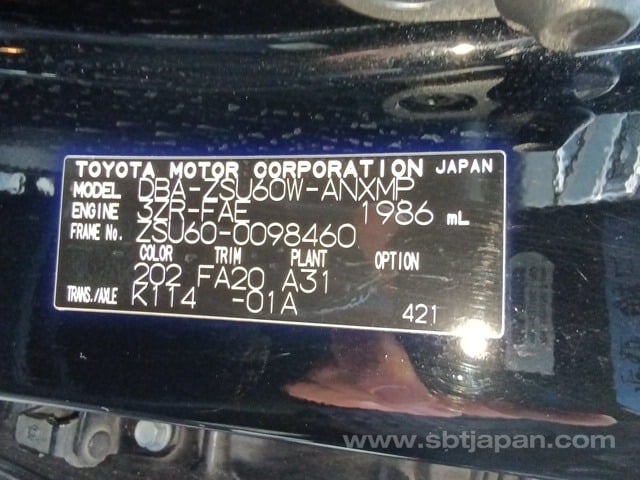 TOYOTA MOTOR CORPORATION JAPAN
MODEL DBA-ZSU60W-ANXMP
ENGINE 3ZR-FAE 1986 mL
FRAME No. ZSU60-0098460
COLOR TRIM PLANT OPTION
202 FA20 A31
TRANS./AXLE K114 -01A
421
www.sbtjapan.com